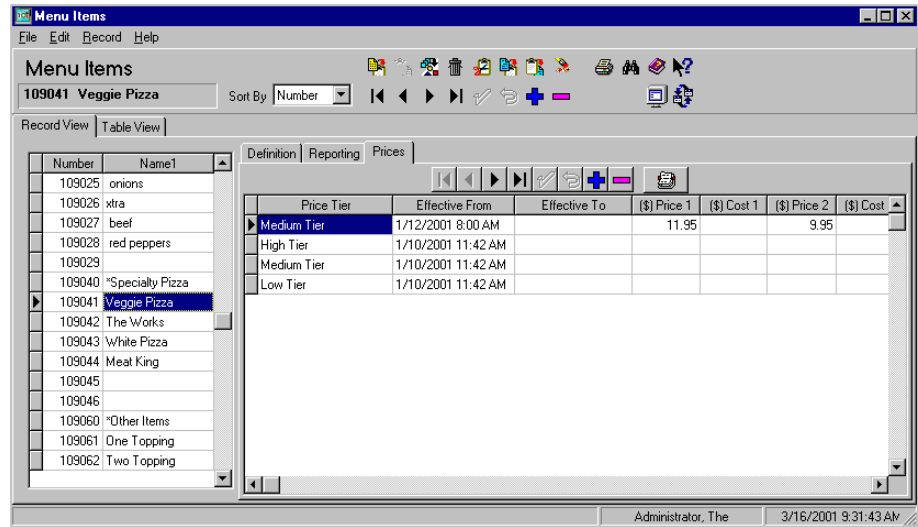 Menu Items
File Edit Record Help
Menu Items
109041 Veggie Pizza
Sort By Number
Record View Table View
Number Name1
109025 onions
109026 xtra
109027 beef
109028 red peppers
109029
109040 *Specialty Pizza
109041 Veggie Pizza
109042 The Works
109043 White Pizza
109044 Meat King
109045
109046
109060 *Other Items
109061 One Topping
109062 Two Topping
Definition Reporting Prices
Price Tier Effective From Effective To ($) Price 1 ($) Cost 1 ($) Price 2 ($) Cost
Medium Tier 1/12/2001 8:00 AM 11.95 9.95
High Tier 1/10/2001 11:42 AM
Medium Tier 1/10/2001 11:42 AM
Low Tier 1/10/2001 11:42 AM
Administrator, The 3/16/2001 9:31:43 AM